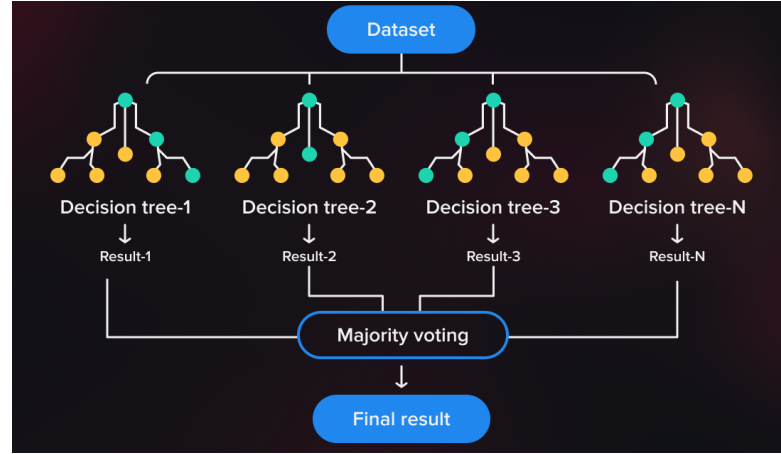 Dataset
Decision tree-1
Decision tree-2
Decision tree-3
Decision tree-N
Result-1
Result-2
Result-3
Result-N
Majority voting
Final result